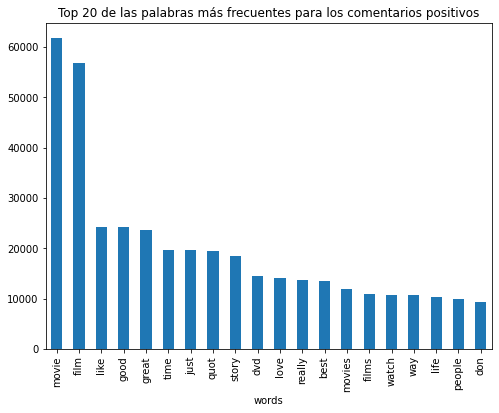 Top 20 de las palabras más frecuentes para los comentarios positivos
60000
50000
40000
30000
20000
10000
0
movie
film
like
good
great
time
just
quot
story
dvd
love
really
best
movies
films
watch
way
life
people
don
words